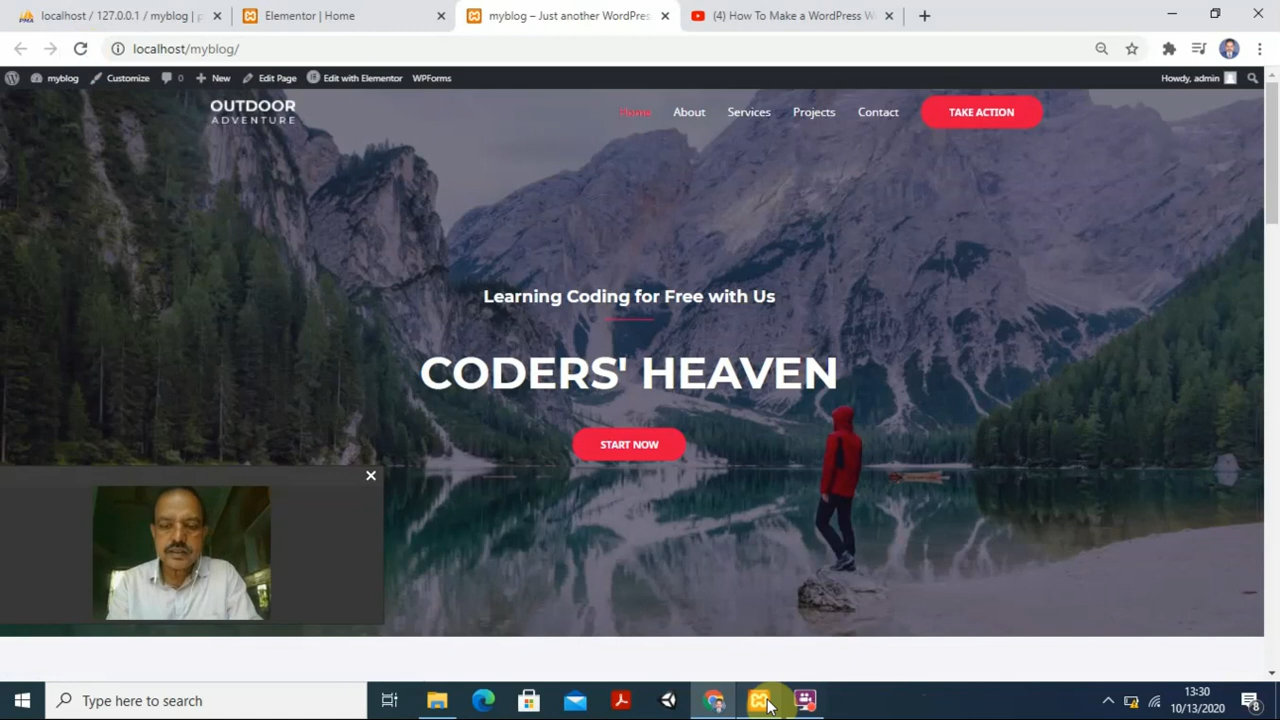 localhost / 127.0.0.1 / myblog | p
Elementor | Home
myblog – Just another WordPress
(4) How To Make a WordPress W
localhost/myblog/
myblog
Customize
0
New
Edit Page
Edit with Elementor
WPForms
Howdy, admin
OUTDOOR
ADVENTURE
Home
About
Services
Projects
Contact
TAKE ACTION
Learning Coding for Free with Us
CODERS' HEAVEN
START NOW
Type here to search
13:30
10/13/2020
8